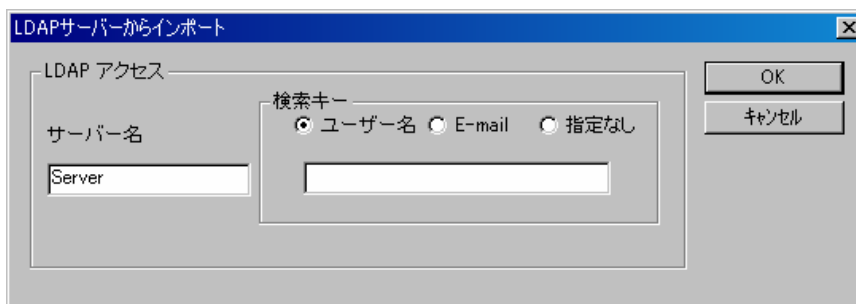 LDAPサーバーからインポート
LDAP アクセス
OK
検索キー
ユーザー名 E-mail 指定なし
キャンセル
サーバー名
Server